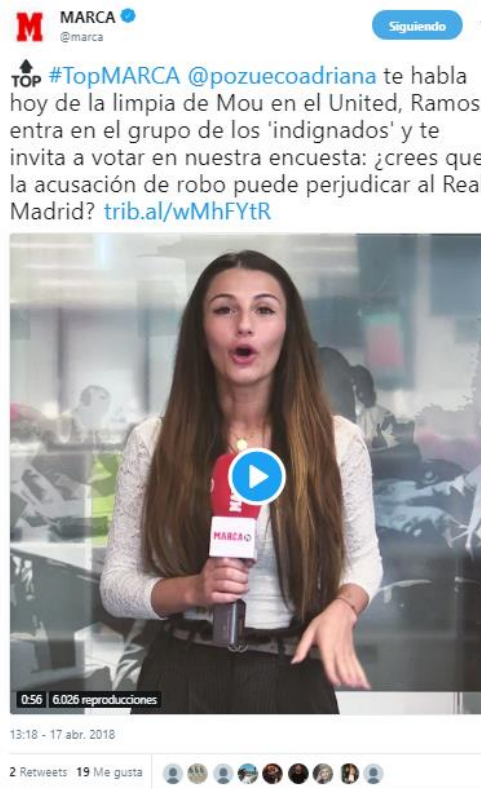 MARCA
@marca
Siguiendo
TOP #TopMARCA @pozuecoadriana te habla
hoy de la limpia de Mou en el United, Ramos
entra en el grupo de los 'indignados' y te
invita a votar en nuestra encuesta: ¿crees que
la acusación de robo puede perjudicar al Rea
Madrid? trib.al/wMhFYtR
MARCA
0:56 6.026 reproducciones
13:18 - 17 abr. 2018
2 Retweets 19 Me gusta